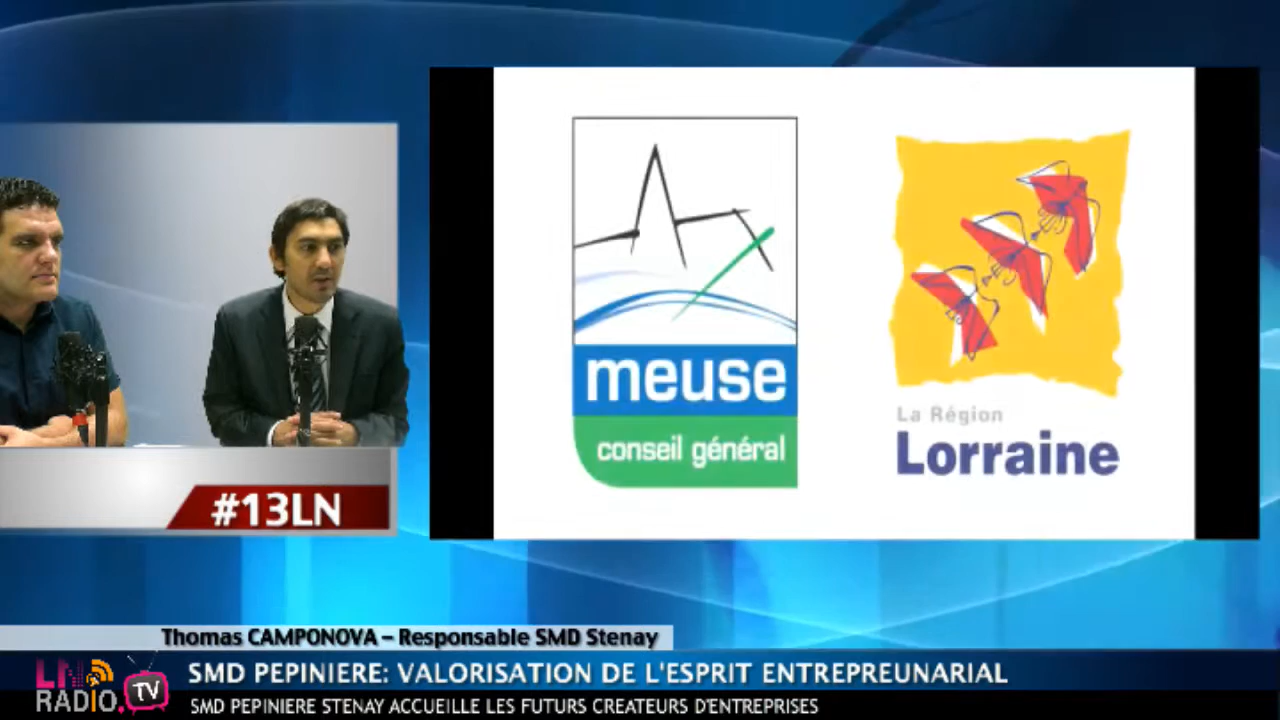 meuse
conseil général
La Région
Lorraine
#13LN
Thomas CAMPONOVA – Responsable SMD Stenay
LN RADIO. TV
SMD PEPINIERE: VALORISATION DE L'ESPRIT ENTREPREUNARIAL
SMD PEPINIERE STENAY ACCUEILLE LES FUTURS CREATEURS D'ENTREPRISES